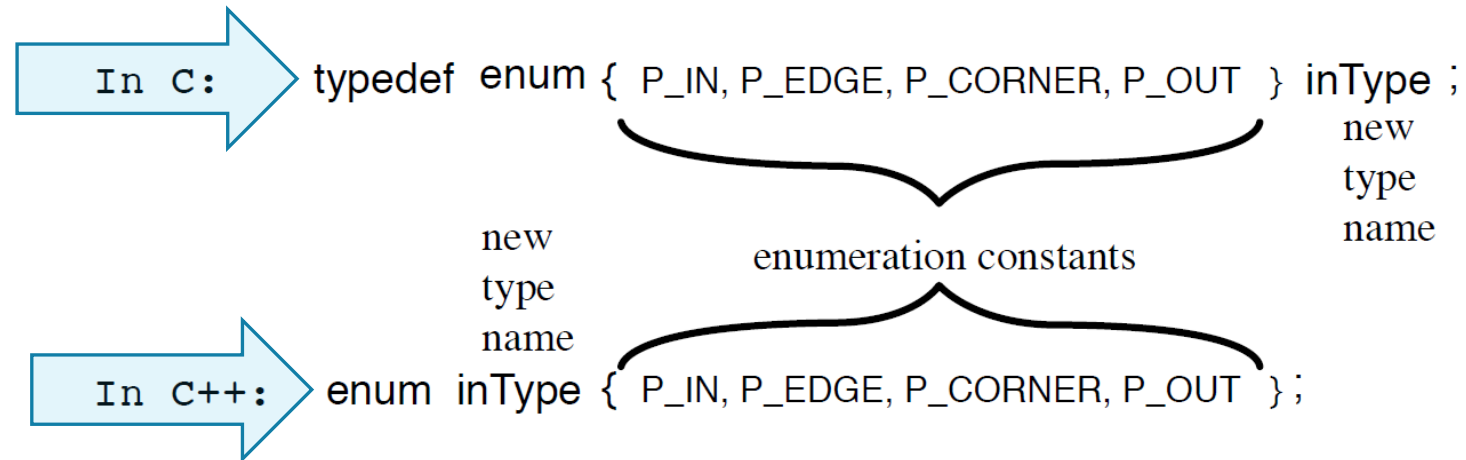 In C: typedef enum { P_IN, P_EDGE, P_CORNER, P_OUT } inType ;
new
type
name
enumeration constants
new
type
name
In C++: enum inType { P_IN, P_EDGE, P_CORNER, P_OUT } ;